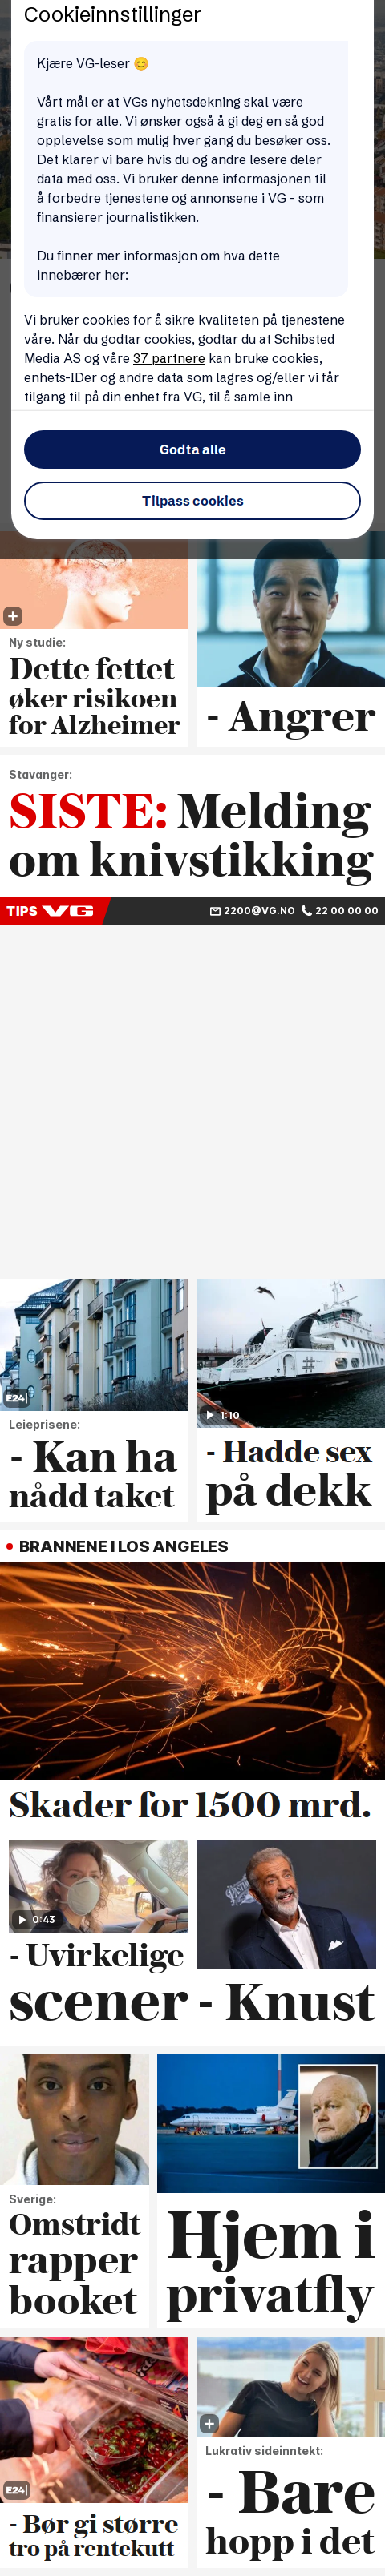 Cookieinnstillinger
Kjære VG-leser 😊
Vårt mål er at VGs nyhetsdekning skal være
gratis for alle. Vi ønsker også å gi deg en så god
opplevelse som mulig hver gang du besøker oss.
Det klarer vi bare hvis du og andre lesere deler
data med oss. Vi bruker denne informasjonen til
å forbedre tjenestene og annonsene i VG - som
finansierer journalistikken.
Du finner mer informasjon om hva dette
innebærer her:
Vi bruker cookies for å sikre kvaliteten på tjenestene
våre. Når du godtar cookies, godtar du at Schibsted
Media AS og våre 37 partnere kan bruke cookies,
enhets-IDer og andre data som lagres og/eller vi får
tilgang til på din enhet fra VG, til å samle inn
Godta alle
Tilpass cookies
Ny studie:
Dette fettet
øker risikoen
for Alzheimer
- Angrer
Stavanger:
SISTE: Melding
om knivstikking
TIPS VG 2200@VG.NO 22 00 00 00
E24
1:10
Leieprisene:
- Kan ha
nådd taket
- Hadde sex
på dekk
BRANNENE I LOS ANGELES
Skader for 1500 mrd.
0:43
- Uvirkelige
scener
- Knust
Sverige:
Omstridt
rapper
booket
Hjem i
privatfly
E24
- Bør gi større
tro på rentekutt
Lukrativ sideinntekt:
- Bare
hopp i det